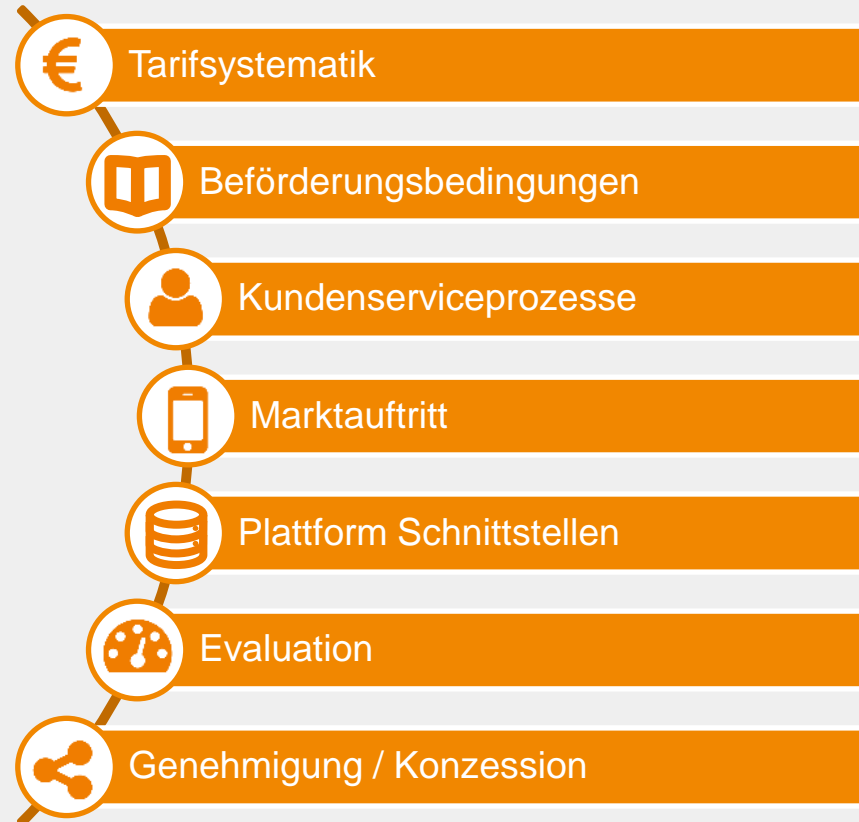 Tarifsystematik
Beförderungsbedingungen
Kundenserviceprozesse
Marktauftritt
Plattform Schnittstellen
Evaluation
Genehmigung / Konzession